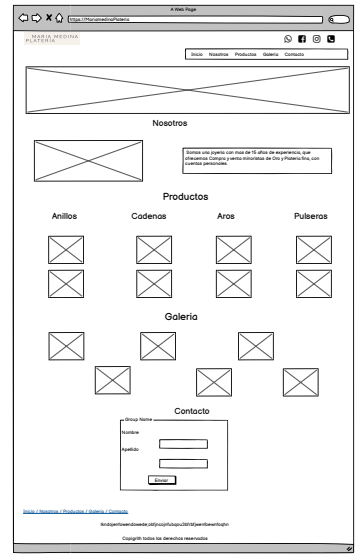 A Web Page
https://MariamedinaPlateria
MARIA MEDINA
PLATERÍA
Inicio Nosotros Productos Galeria Contacto
Nosotros
Somos una joyeria con mas de 15 años de experiencia, que
ofrecemos Compra y venta minoristas de Oro y Plateria fina, con
cuentas personales.
Productos
Anillos Cadenas Aros Pulseras
Galeria
Contacto
Group Name
Nombre
Apellido
Enviar
Inicio / Nosotros / Productos / Galeria / Contacto
Copigrith todos los derechos reservados